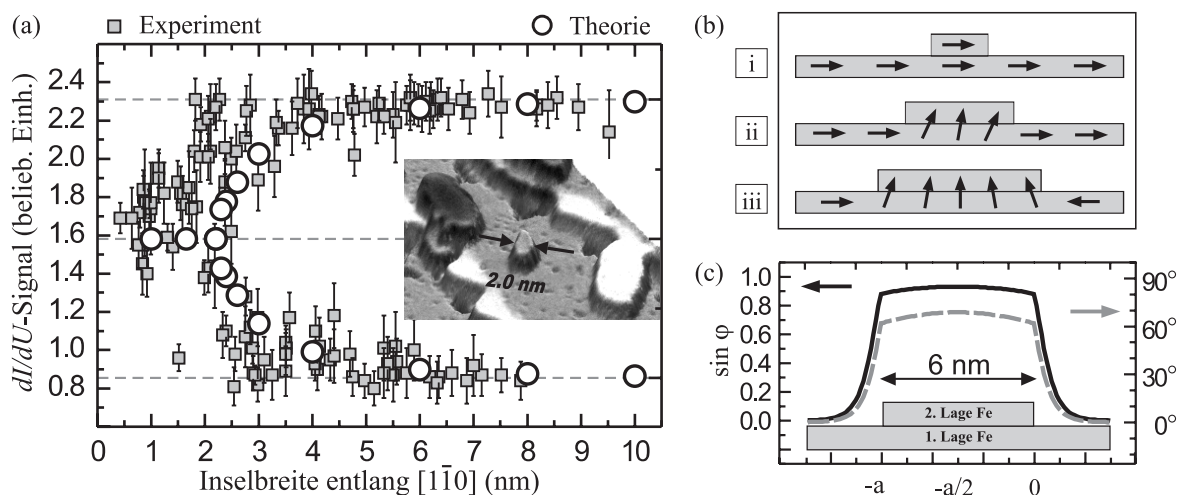 (a)
Experiment
Theorie
dI/dU-Signal (belieb. Einh.)
2.4
2.2
2.0
1.8
1.6
1.4
1.2
1.0
0.8
2.0 nm
0 1 2 3 4 5 6 7 8 9 10
Inselbreite entlang [11̄0] (nm)
(b)
i
ii
iii
(c)
sin φ
1.0
0.8
0.6
0.4
0.2
0.0
90°
60°
30°
0°
6 nm
2. Lage Fe
1. Lage Fe
-a -a/2 0